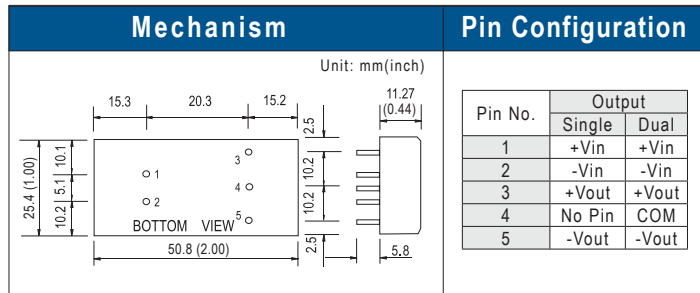 Mechanism
Pin Configuration
Unit: mm(inch)
15.3
20.3
15.2
11.27
(0.44)
2.5
10.2
10.2
2.5
25.4 (1.00)
10.1
5.1
10.2
1
2
3
4
5
BOTTOM VIEW
50.8 (2.00)
5.8
Pin No. Output
Single Dual
1 +Vin +Vin
2 -Vin -Vin
3 +Vout +Vout
4 No Pin COM
5 -Vout -Vout